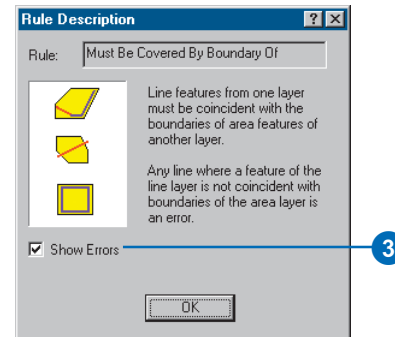 Rule Description
Rule: Must Be Covered By Boundary Of
Line features from one layer
must be coincident with the
boundaries of area features of
another layer.
Any line where a feature of the
line layer is not coincident with
boundaries of the area layer is
an error.
Show Errors
3
OK